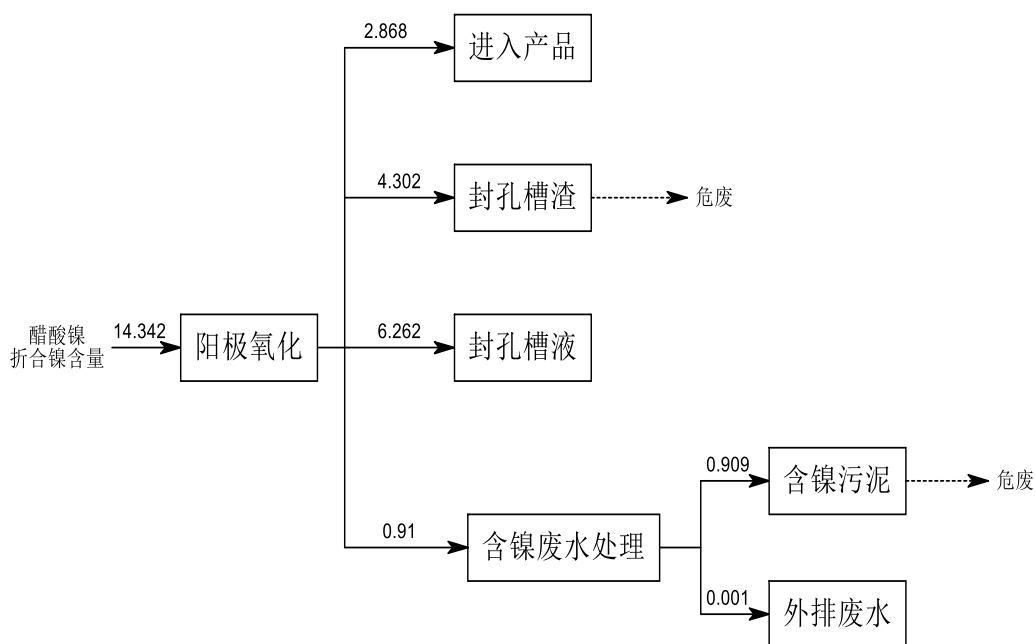 2.868
进入产品
4.302
封孔槽渣
危废
醋酸镍
折合镍含量
14.342
阳极氧化
6.262
封孔槽液
0.91
含镍废水处理
0.909
含镍污泥
危废
0.001
外排废水